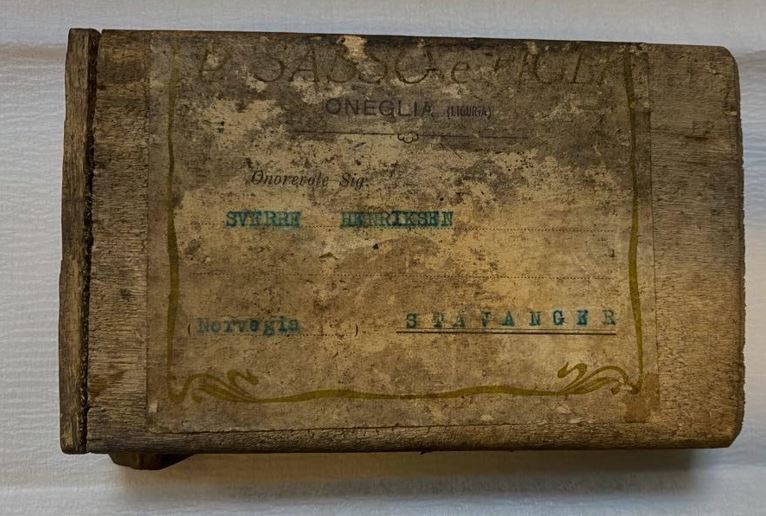 P. SASSO e FIGLI
ONEGLIA (LIGURIA)
Onorevole Sig.
SVERRE HENRIKSEN
(Norvegia) STAVANGER